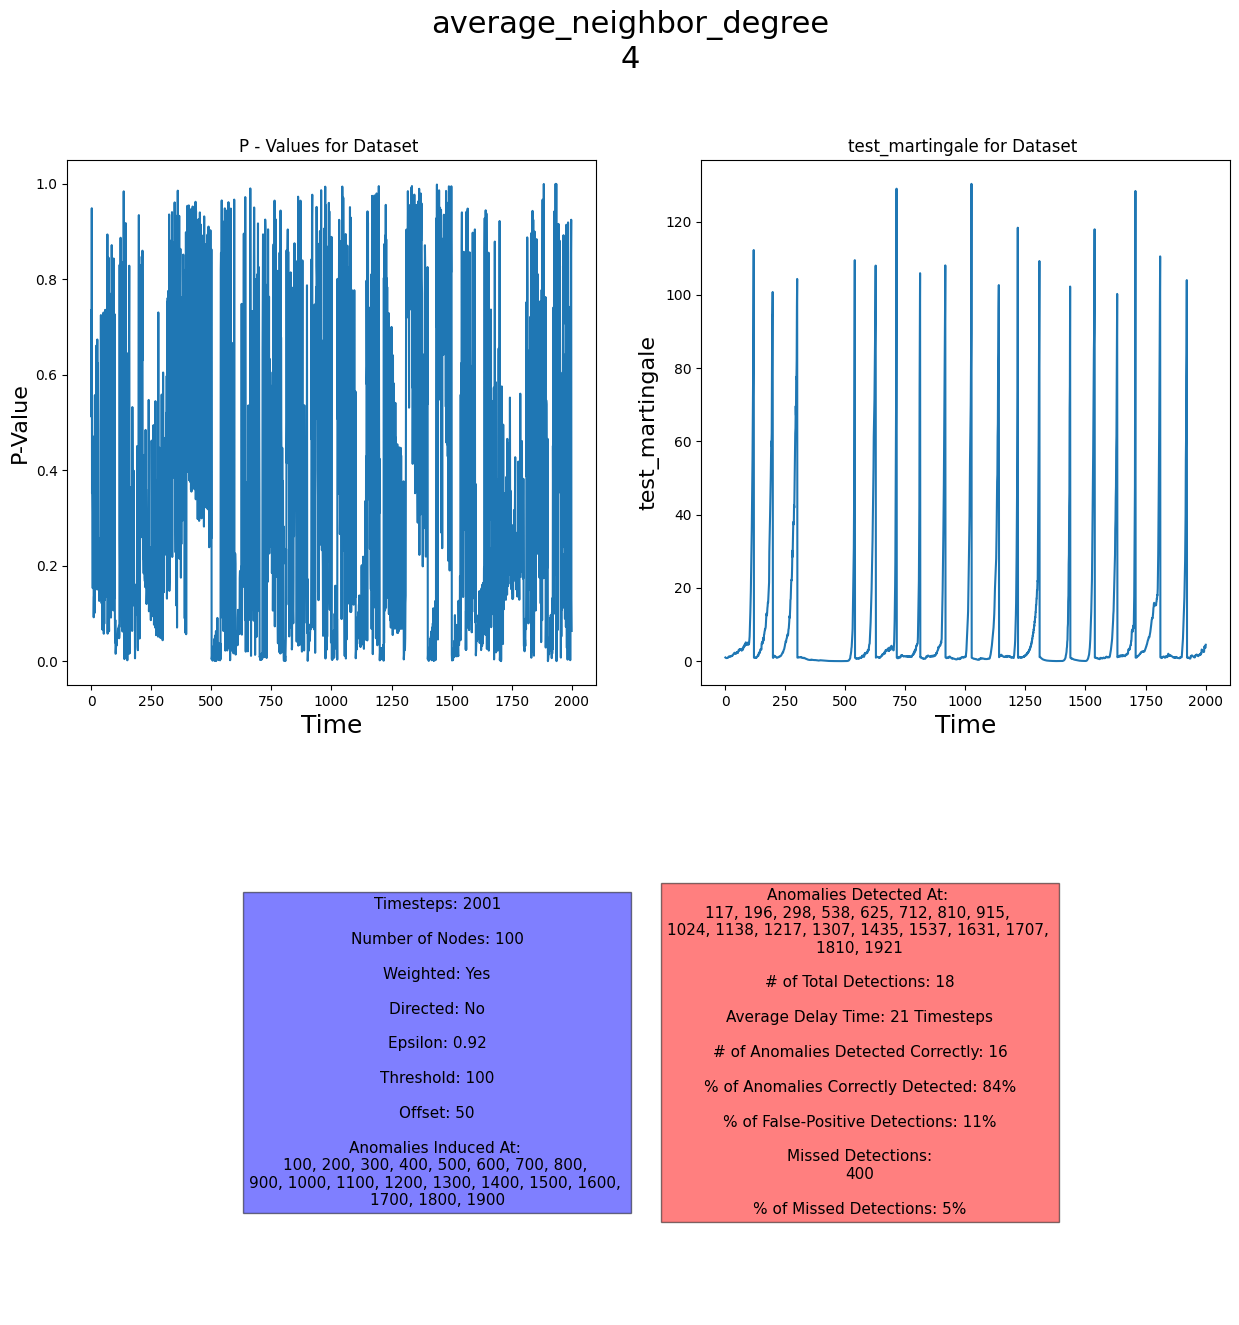 average_neighbor_degree
4
P - Values for Dataset
1.0
0.8
0.6
0.4
0.2
0.0
P-Value
0 250 500 750 1000 1250 1500 1750 2000
Time
test_martingale for Dataset
120
100
80
60
40
20
0
test_martingale
0 250 500 750 1000 1250 1500 1750 2000
Time
Timesteps: 2001
Number of Nodes: 100
Weighted: Yes
Directed: No
Epsilon: 0.92
Threshold: 100
Offset: 50
Anomalies Induced At:
100, 200, 300, 400, 500, 600, 700, 800,
900, 1000, 1100, 1200, 1300, 1400, 1500, 1600,
1700, 1800, 1900
Anomalies Detected At:
117, 196, 298, 538, 625, 712, 810, 915,
1024, 1138, 1217, 1307, 1435, 1537, 1631, 1707,
1810, 1921
# of Total Detections: 18
Average Delay Time: 21 Timesteps
# of Anomalies Detected Correctly: 16
% of Anomalies Correctly Detected: 84%
% of False-Positive Detections: 11%
Missed Detections:
400
% of Missed Detections: 5%